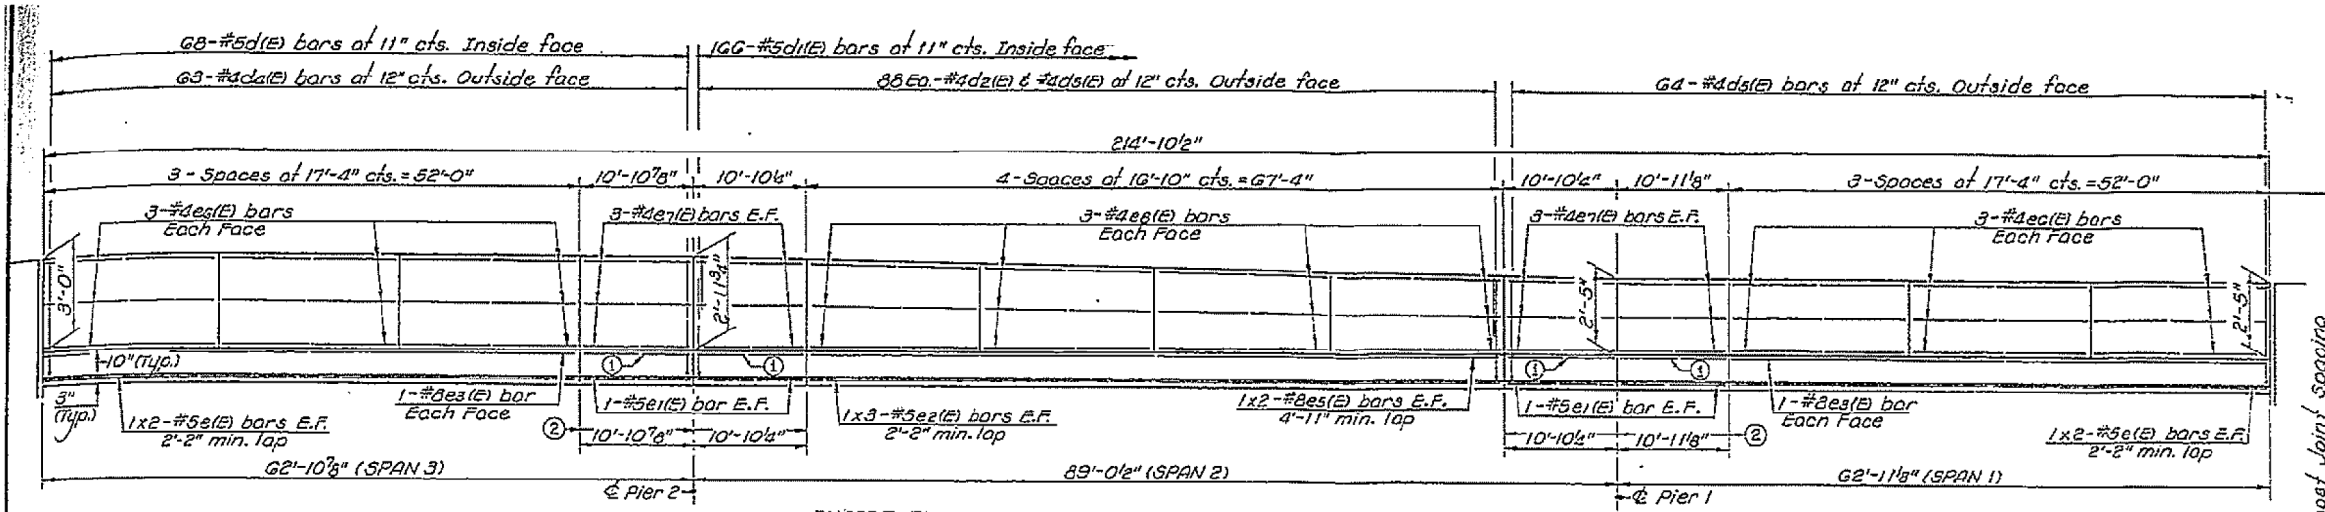 68-#5d(E) bars at 11" cts. Inside face
166-#5d1(E) bars at 11" cts. Inside face
63-#4d2(E) bars at 12" cts. Outside face
88 Ea.-#4d2(E) & #4d5(E) at 12" cts. Outside face
64-#4d5(E) bars at 12" cts. Outside face
214'-10½"
3-Spaces at 17'-4" cts. = 52'-0"
10'-10⅞"
10'-10¼"
4-Spaces at 16'-10" cts. = 67'-4"
10'-10¼"
10'-11⅛"
3-Spaces at 17'-4" cts. = 52'-0"
3-#4e6(E) bars
Each Face
3-#4e7(E) bars E.F.
3-#4e8(E) bars
Each Face
3-#4e7(E) bars E.F.
3-#4e6(E) bars
Each Face
3'-0"
2'-11¾"
2'-5"
2'-5"
10" (Typ.)
1
1
1
1
3"
(Typ.)
1x2-#5e(E) bars E.F.
2'-2" min. lap
1-#8e3(E) bar
Each Face
1-#5e1(E) bar E.F.
1x3-#5e2(E) bars E.F.
2'-2" min. lap
1x2-#8e5(E) bars E.F.
4'-11" min. lap
1-#5e1(E) bar E.F.
1-#8e3(E) bar
Each Face
1x2-#5e(E) bars E.F.
2'-2" min. lap
2
10'-10⅞"
10'-10¼"
10'-10¼"
10'-11⅛"
2
62'-10⅞" (SPAN 3)
89'-0½" (SPAN 2)
62'-11⅛" (SPAN 1)
℄ Pier 2
℄ Pier 1
Joint spacing